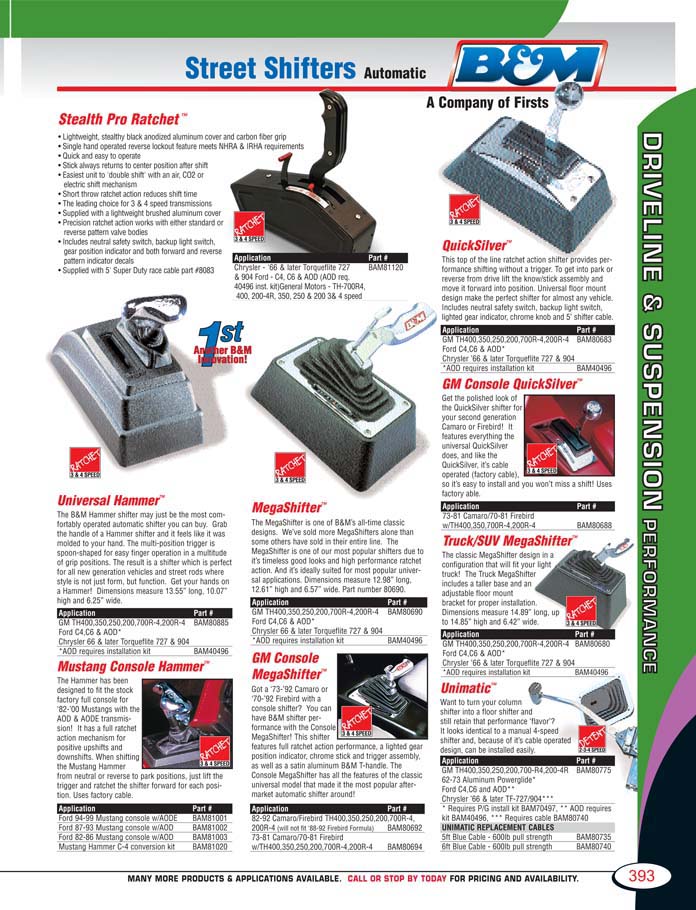 Street Shifters Automatic
B&M
A Company of Firsts
Stealth Pro Ratchet™
• Lightweight, stealthy black anodized aluminum cover and carbon fiber grip
• Single hand operated reverse lockout feature meets NHRA & IRHA requirements
• Quick and easy to operate
• Stick always returns to center position after shift
• Easiest unit to 'double shift' with an air, CO2 or
electric shift mechanism
• Short throw ratchet action reduces shift time
• The leading choice for 3 & 4 speed transmissions
• Supplied with a lightweight brushed aluminum cover
• Precision ratchet action works with either standard or
reverse pattern valve bodies
• Includes neutral safety switch, backup light switch,
gear position indicator and both forward and reverse
pattern indicator decals
• Supplied with 5' Super Duty race cable part #8083
RATCHET
3 & 4 SPEED
Application Part #
Chrysler - '66 & later Torqueflite 727 BAM81120
& 904 Ford - C4, C6 & AOD (AOD req.
40496 inst. kit)General Motors - TH-700R4,
400, 200-4R, 350, 250 & 200 3& 4 speed
1st
Another B&M
Innovation!
RATCHET
3 & 4 SPEED
Universal Hammer™
The B&M Hammer shifter may just be the most com-
fortably operated automatic shifter you can buy. Grab
the handle of a Hammer shifter and it feels like it was
molded to your hand. The multi-position trigger is
spoon-shaped for easy finger operation in a multitude
of grip positions. The result is a shifter which is perfect
for all new generation vehicles and street rods where
style is not just form, but function. Get your hands on
a Hammer! Dimensions measure 13.55" long, 10.07"
high and 6.25" wide.
Application Part #
GM TH400,350,250,200,700R-4,200R-4 BAM80885
Ford C4,C6 & AOD*
Chrysler 66 & later Torqueflite 727 & 904
*AOD requires installation kit BAM40496
Mustang Console Hammer™
The Hammer has been
designed to fit the stock
factory full console for
'82-'00 Mustangs with the
AOD & AODE transmis-
sion! It has a full ratchet
action mechanism for
positive upshifts and
downshifts. When shifting
the Mustang Hammer
from neutral or reverse to park positions, just lift the
trigger and ratchet the shifter forward for each posi-
tion. Uses factory cable.
RATCHET
3 & 4 SPEED
Application Part #
Ford 94-99 Mustang console w/AODE BAM81001
Ford 87-93 Mustang console w/AOD BAM81002
Ford 82-86 Mustang console w/AOD BAM81003
Mustang Hammer C-4 conversion kit BAM81020
B&M
RATCHET
3 & 4 SPEED
MegaShifter™
The MegaShifter is one of B&M's all-time classic
designs. We've sold more MegaShifters alone than
some others have sold in their entire line. The
MegaShifter is one of our most popular shifters due to
it's timeless good looks and high performance ratchet
action. And it's ideally suited for most popular univer-
sal applications. Dimensions measure 12.98" long,
12.61" high and 6.57" wide. Part number 80690.
Application Part #
GM TH400,350,250,200,700R-4,200R-4 BAM80690
Ford C4,C6 & AOD*
Chrysler 66 & later Torqueflite 727 & 904
*AOD requires installation kit BAM40496
GM Console
MegaShifter™
Got a '73-'92 Camaro or
'70-'92 Firebird with a
console shifter? You can
have B&M shifter per-
formance with the Console
MegaShifter! This shifter
features full ratchet action performance, a lighted gear
position indicator, chrome stick and trigger assembly,
as well as a satin aluminum B&M T-handle. The
Console MegaShifter has all the features of the classic
universal model that made it the most popular after-
market automatic shifter around!
RATCHET
3 & 4 SPEED
Application Part #
82-92 Camaro/Firebird TH400,350,250,200,700R-4,
200R-4 (will not fit '88-92 Firebird Formula) BAM80692
73-81 Camaro/70-81 Firebird
w/TH400,350,250,200,700R-4,200R-4 BAM80694
RATCHET
3 & 4 SPEED
QuickSilver™
This top of the line ratchet action shifter provides per-
formance shifting without a trigger. To get into park or
reverse from drive lift the know/stick assembly and
move it forward into position. Universal floor mount
design make the perfect shifter for almost any vehicle.
Includes neutral safety switch, backup light switch,
lighted gear indicator, chrome knob and 5' shifter cable.
Application Part #
GM TH400,350,250,200,700R-4,200R-4 BAM80683
Ford C4,C6 & AOD*
Chrysler '66 & later Torqueflite 727 & 904
*AOD requires installation kit BAM40496
GM Console QuickSilver™
Get the polished look of
the QuickSilver shifter for
your second generation
Camaro or Firebird! It
features everything the
universal QuickSilver
does, and like the
QuickSilver, it's cable
operated (factory cable),
so it's easy to install and you won't miss a shift! Uses
factory able.
RATCHET
3 & 4 SPEED
Application Part #
73-81 Camaro/70-81 Firebird
w/TH400,350,700R-4,200R-4 BAM80688
Truck/SUV MegaShifter™
The classic MegaShifter design in a
configuration that will fit your light
truck! The Truck MegaShifter
includes a taller base and an
adjustable floor mount
bracket for proper installation.
Dimensions measure 14.89" long, up
to 14.85" high and 6.42" wide.
RATCHET
3 & 4 SPEED
Application Part #
GM TH400,350,250,200,700R-4,200R-4 BAM80680
Ford C4,C6 & AOD*
Chrysler '66 & later Torqueflite 727 & 904
*AOD requires installation kit BAM40496
Unimatic™
Want to turn your column
shifter into a floor shifter and
still retain that performance 'flavor'?
It looks identical to a manual 4-speed
shifter and, because of it's cable operated
design, can be installed easily.
DETENT
2-3-4 SPEED
Application Part #
GM TH400,350,250,200,700-R4,200-4R BAM80775
62-73 Aluminum Powerglide*
Ford C4,C6 and AOD**
Chrysler '66 & later TF-727/904***
* Requires P/G install kit BAM70497, ** AOD requires
kit BAM40496, *** Requires cable BAM80740
UNIMATIC REPLACEMENT CABLES
5ft Blue Cable - 600lb pull strength BAM80735
6ft Blue Cable - 600lb pull strength BAM80740
DRIVELINE & SUSPENSION PERFORMANCE
MANY MORE PRODUCTS & APPLICATIONS AVAILABLE. CALL OR STOP BY TODAY FOR PRICING AND AVAILABILITY.
393